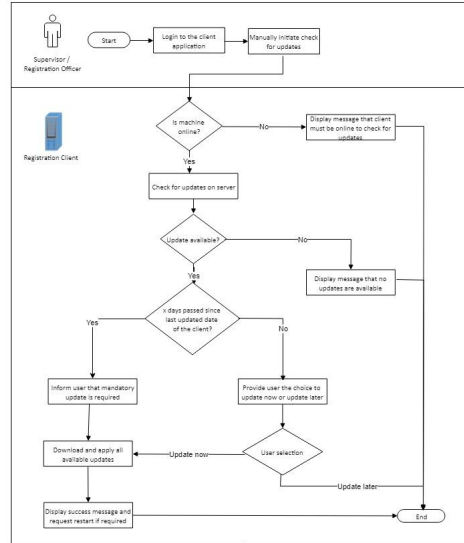 Supervisor /
Registration Officer
Start
Login to the client
application
Manually initiate check
for updates
Registration Client
Is machine
online?
No
Display message that client
must be online to check for
updates
Yes
Check for updates on server
Update available?
No
Display message that no
updates are available
Yes
x days passed since
last updated date
of the client?
Yes
No
Inform user that mandatory
update is required
Provide user the choice to
update now or update later
Download and apply all
available updates
Update now
User selection
Update later
Display success message and
request restart if required
End